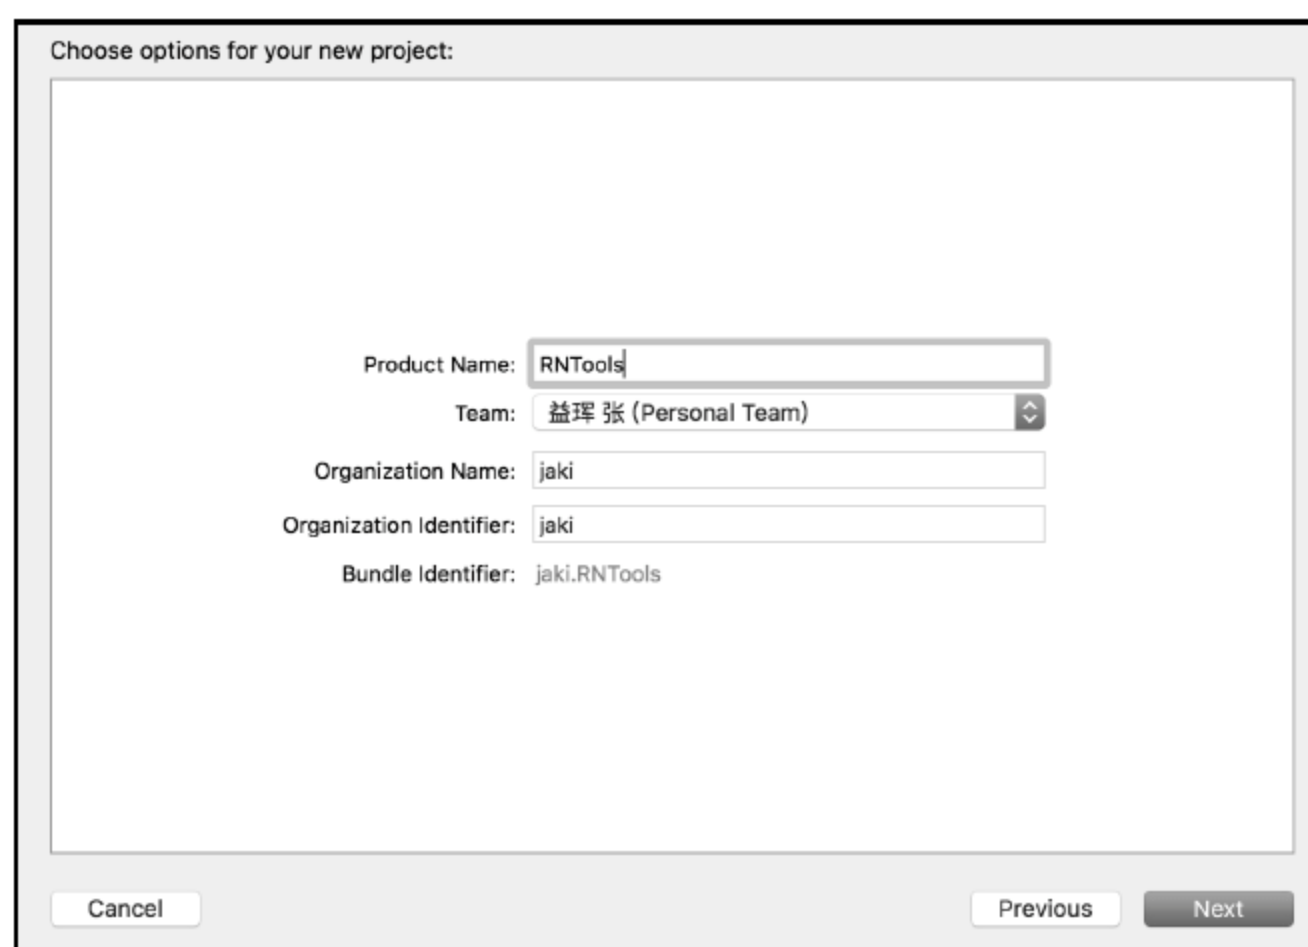 Choose options for your new project:
Product Name: RNTools
Team: 益珲 张 (Personal Team)
Organization Name: jaki
Organization Identifier: jaki
Bundle Identifier: jaki.RNTools
Cancel Previous Next